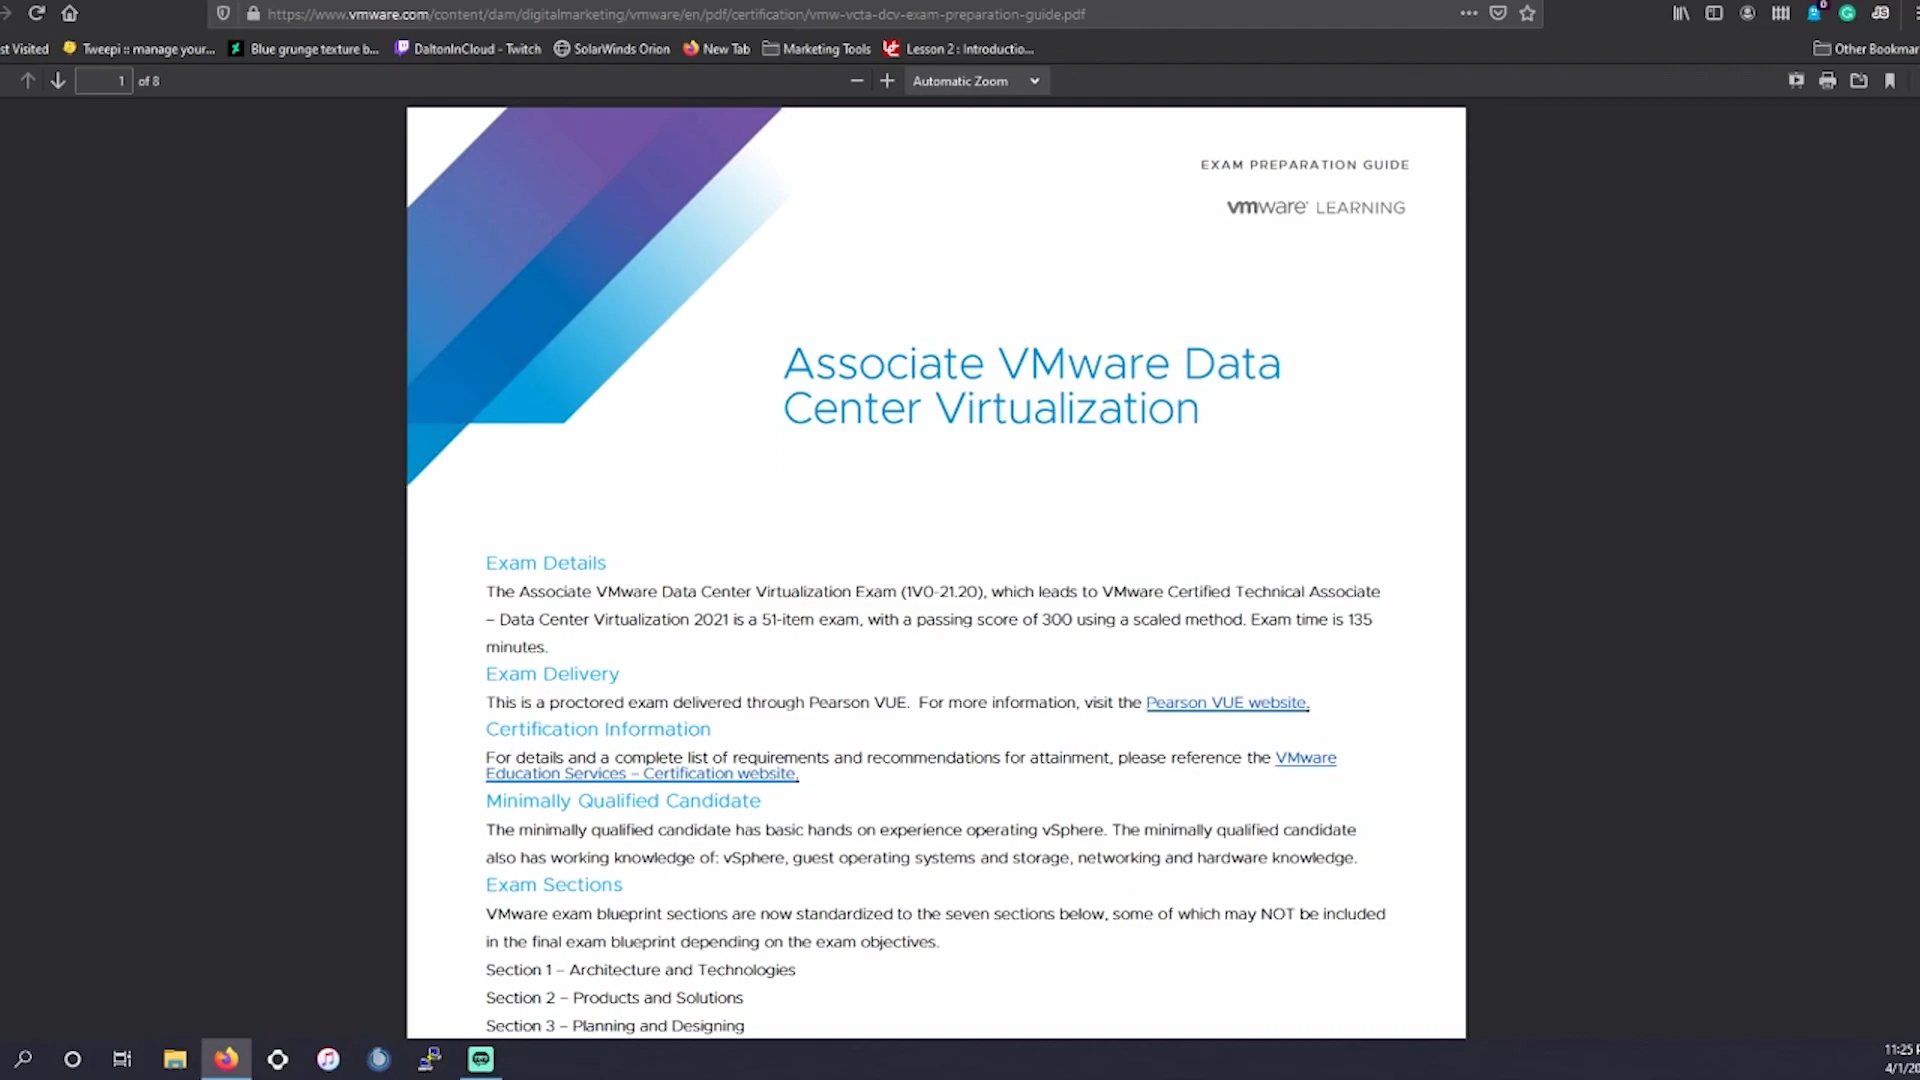 https://www.vmware.com/content/dam/digitalmarketing/vmware/en/pdf/certification/vmw-vcta-dcv-exam-preparation-guide.pdf
0
JS
st Visited
Tweepi :: manage your...
Blue grunge texture b...
DaltonInCloud - Twitch
SolarWinds Orion
New Tab
Marketing Tools
Lesson 2 : Introductio...
Other Bookmar
1 of 8
Automatic Zoom
EXAM PREPARATION GUIDE
vmware® LEARNING
Associate VMware Data
Center Virtualization
Exam Details
The Associate VMware Data Center Virtualization Exam (1V0-21.20), which leads to VMware Certified Technical Associate
– Data Center Virtualization 2021 is a 51-item exam, with a passing score of 300 using a scaled method. Exam time is 135
minutes.
Exam Delivery
This is a proctored exam delivered through Pearson VUE. For more information, visit the Pearson VUE website.
Certification Information
For details and a complete list of requirements and recommendations for attainment, please reference the VMware
Education Services – Certification website.
Minimally Qualified Candidate
The minimally qualified candidate has basic hands on experience operating vSphere. The minimally qualified candidate
also has working knowledge of: vSphere, guest operating systems and storage, networking and hardware knowledge.
Exam Sections
VMware exam blueprint sections are now standardized to the seven sections below, some of which may NOT be included
in the final exam blueprint depending on the exam objectives.
Section 1 – Architecture and Technologies
Section 2 – Products and Solutions
Section 3 – Planning and Designing
11:25 P
4/1/20